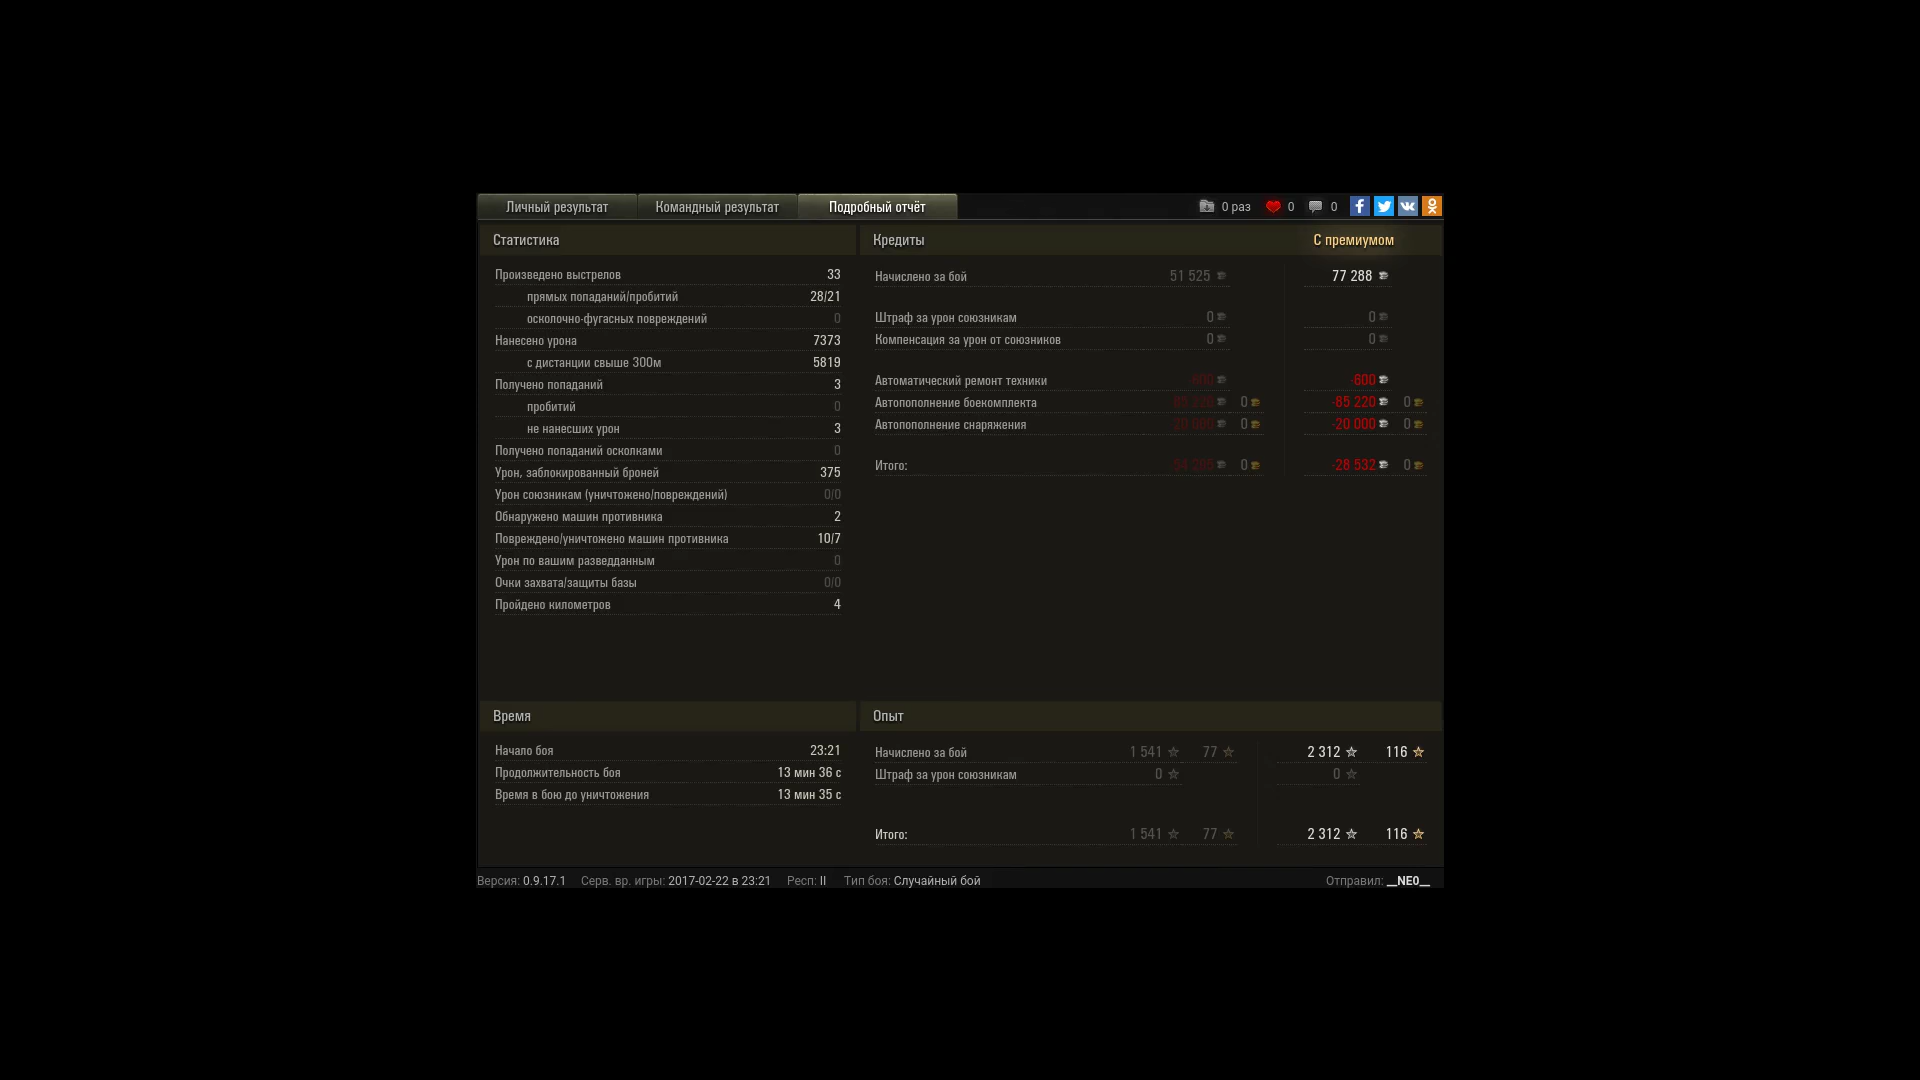 Личный результат Командный результат Подробный отчёт 0 раз 0 0
Статистика
Произведено выстрелов 33
прямых попаданий/пробитий 28/21
осколочно-фугасных повреждений 0
Нанесено урона 7373
с дистанции свыше 300м 5819
Получено попаданий 3
пробитий 0
не нанесших урон 3
Получено попаданий осколками 0
Урон, заблокированный броней 375
Урон союзникам (уничтожено/повреждений) 0/0
Обнаружено машин противника 2
Повреждено/уничтожено машин противника 10/7
Урон по вашим разведданным 0
Очки захвата/защиты базы 0/0
Пройдено километров 4
Кредиты С премиумом
Начислено за бой 51 525 77 288
Штраф за урон союзникам 0 0
Компенсация за урон от союзников 0 0
Автоматический ремонт техники -600
Автопополнение боекомплекта 0 -85 220 0
Автопополнение снаряжения 0 -20 000 0
Итого: 0 -28 532 0
Время
Начало боя 23:21
Продолжительность боя 13 мин 36 с
Время в бою до уничтожения 13 мин 35 с
Опыт
Начислено за бой 1 541 77 2 312 116
Штраф за урон союзникам 0 0
Итого: 1 541 77 2 312 116
Версия: 0.9.17.1 Серв. вр. игры: 2017-02-22 в 23:21 Респ: II Тип боя: Случайный бой Отправил: __NE0__